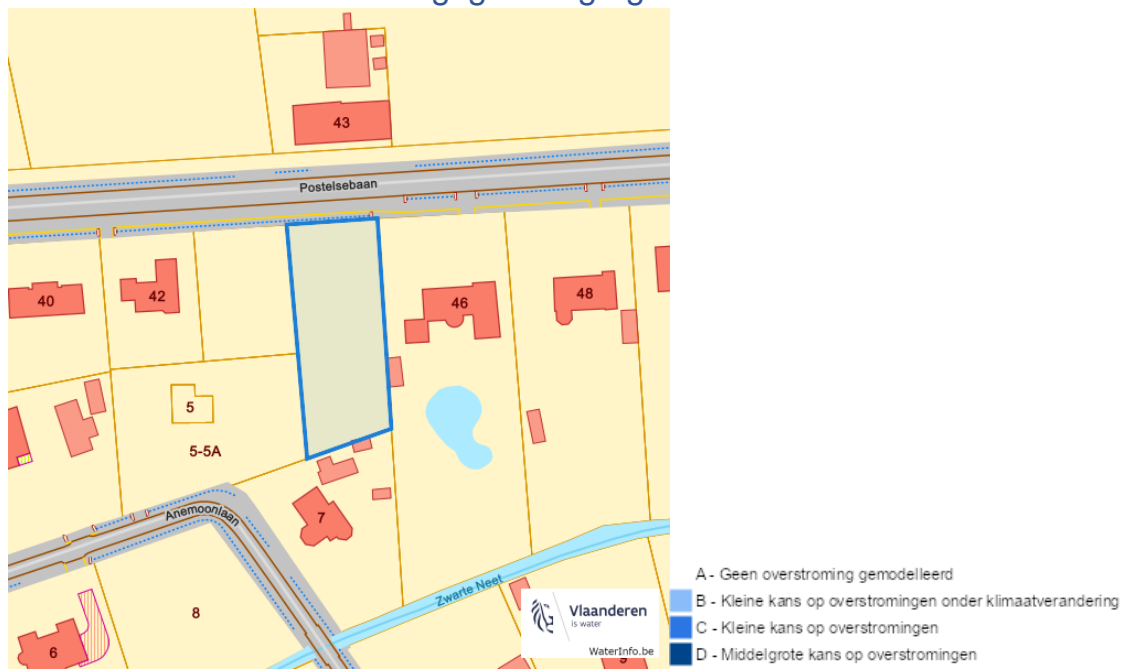 43
Postelsebaan
40
42
46
48
5
5-5A
Anemoonlaan
7
Zwarte Neet
8
6
9
Vlaanderen
is water
WaterInfo.be
A - Geen overstroming gemodelleerd
B - Kleine kans op overstromingen onder klimaatverandering
C - Kleine kans op overstromingen
D - Middelgrote kans op overstromingen